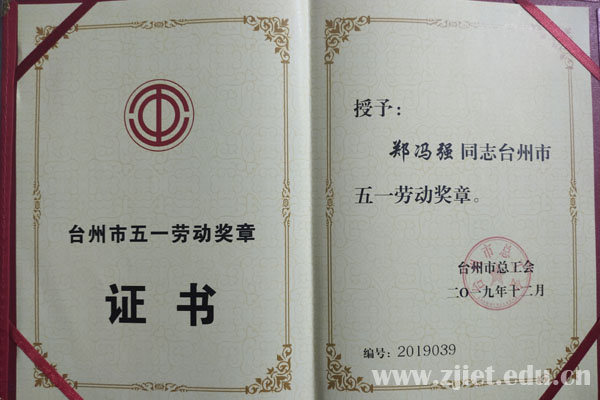 台州市五一劳动奖章
证书
授予：
郑冯强同志台州市
五一劳动奖章。
台州市总工会
二〇一九年十二月
编号：2019039
www.zjiet.edu.cn